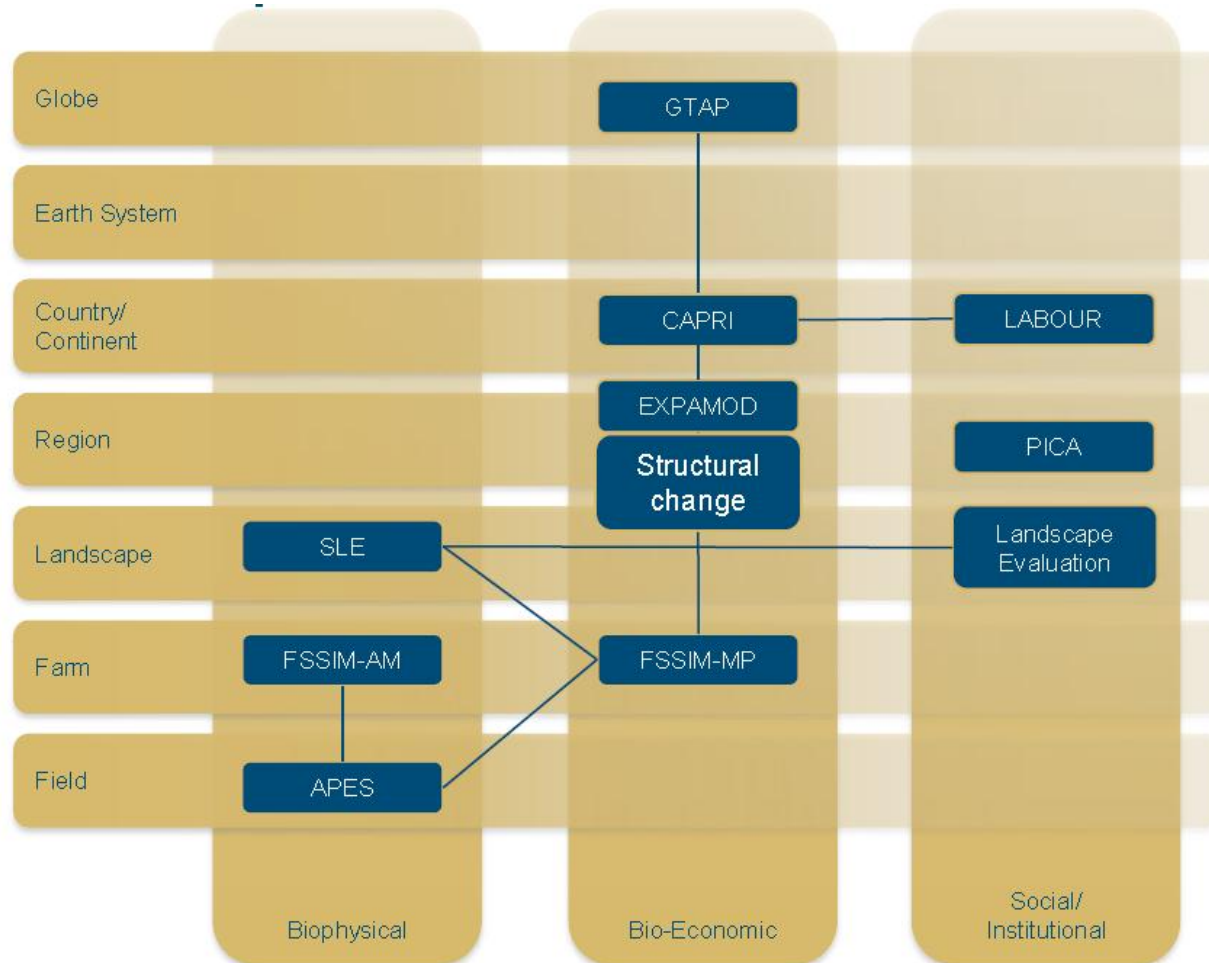 Globe
GTAP
Earth System
Country/
Continent
CAPRI
LABOUR
EXPAMOD
Region
PICA
Structural
change
Landscape
SLE
Landscape
Evaluation
Farm
FSSIM-AM
FSSIM-MP
Field
APES
Biophysical
Bio-Economic
Social/
Institutional